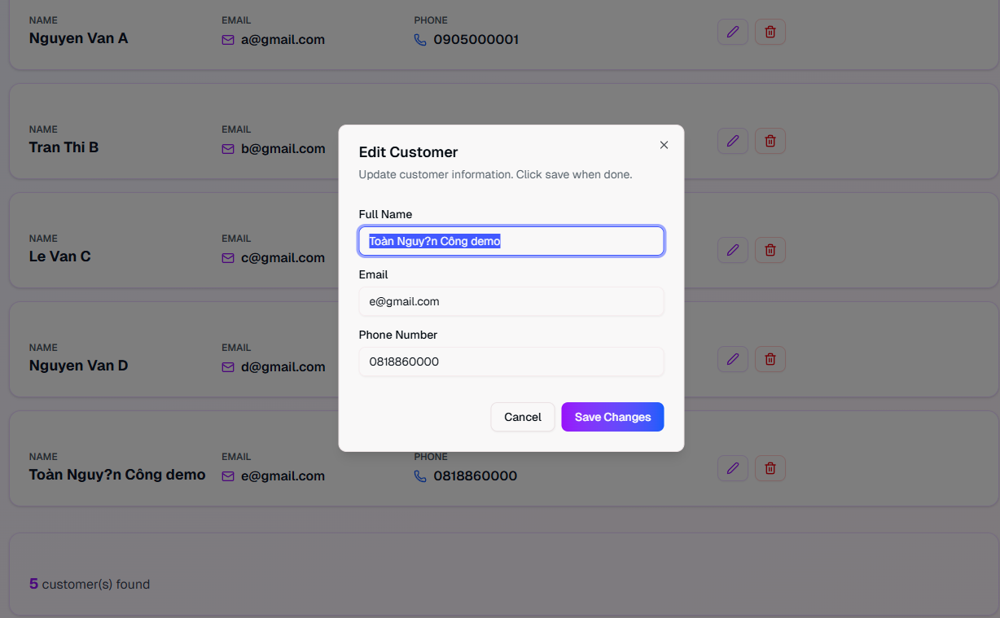 NAME EMAIL PHONE
Nguyen Van A a@gmail.com 0905000001
NAME EMAIL
Tran Thi B b@gmail.com
NAME EMAIL
Le Van C c@gmail.com
NAME EMAIL
Nguyen Van D d@gmail.com
NAME EMAIL PHONE
Toàn Nguy?n Công demo e@gmail.com 0818860000
5 customer(s) found
Edit Customer
Update customer information. Click save when done.
Full Name
Toàn Nguy?n Công demo
Email
e@gmail.com
Phone Number
0818860000
Cancel Save Changes